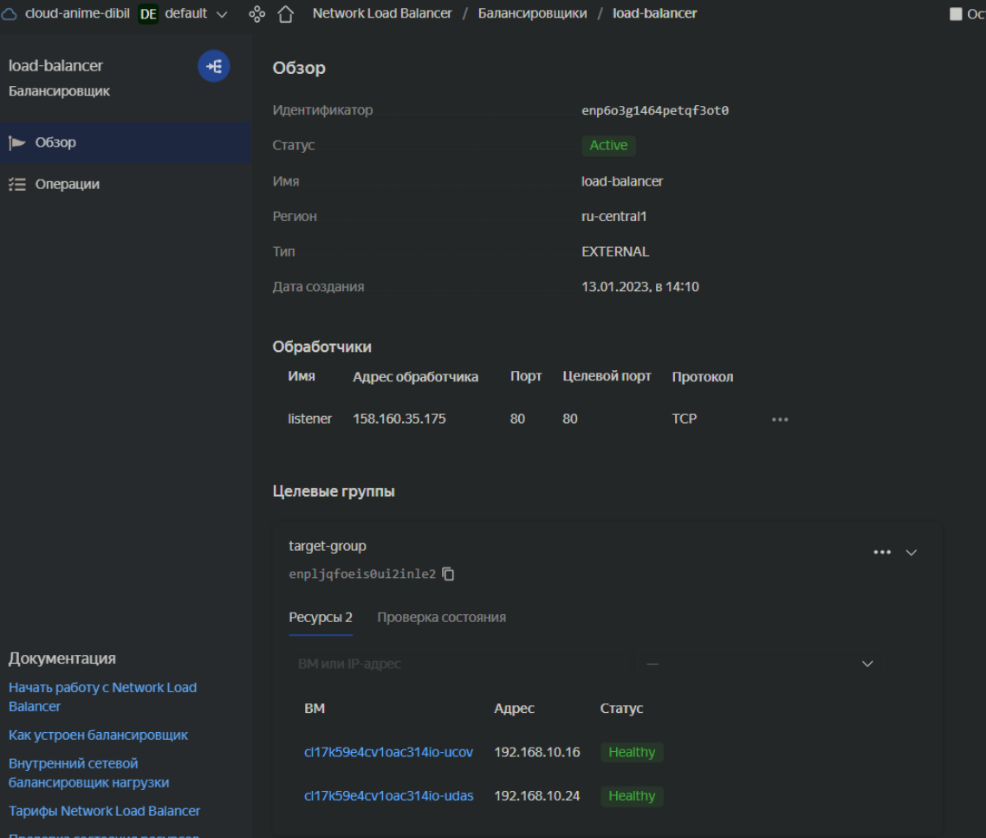 cloud-anime-dibil DE default Network Load Balancer / Балансировщики / load-balancer
load-balancer
Балансировщик
Обзор
Операции
Документация
Начать работу с Network Load
Balancer
Как устроен балансировщик
Внутренний сетевой
балансировщик нагрузки
Тарифы Network Load Balancer
Обзор
Идентификатор enp6o3g1464petqf3ot0
Статус Active
Имя load-balancer
Регион ru-central1
Тип EXTERNAL
Дата создания 13.01.2023, в 14:10
Обработчики
Имя Адрес обработчика Порт Целевой порт Протокол
listener 158.160.35.175 80 80 TCP
Целевые группы
target-group
enpljqfoeis0ui2inle2
Ресурсы 2 Проверка состояния
ВМ или IP-адрес —
ВМ Адрес Статус
cl17k59e4cv1oac314io-ucov 192.168.10.16 Healthy
cl17k59e4cv1oac314io-udas 192.168.10.24 Healthy